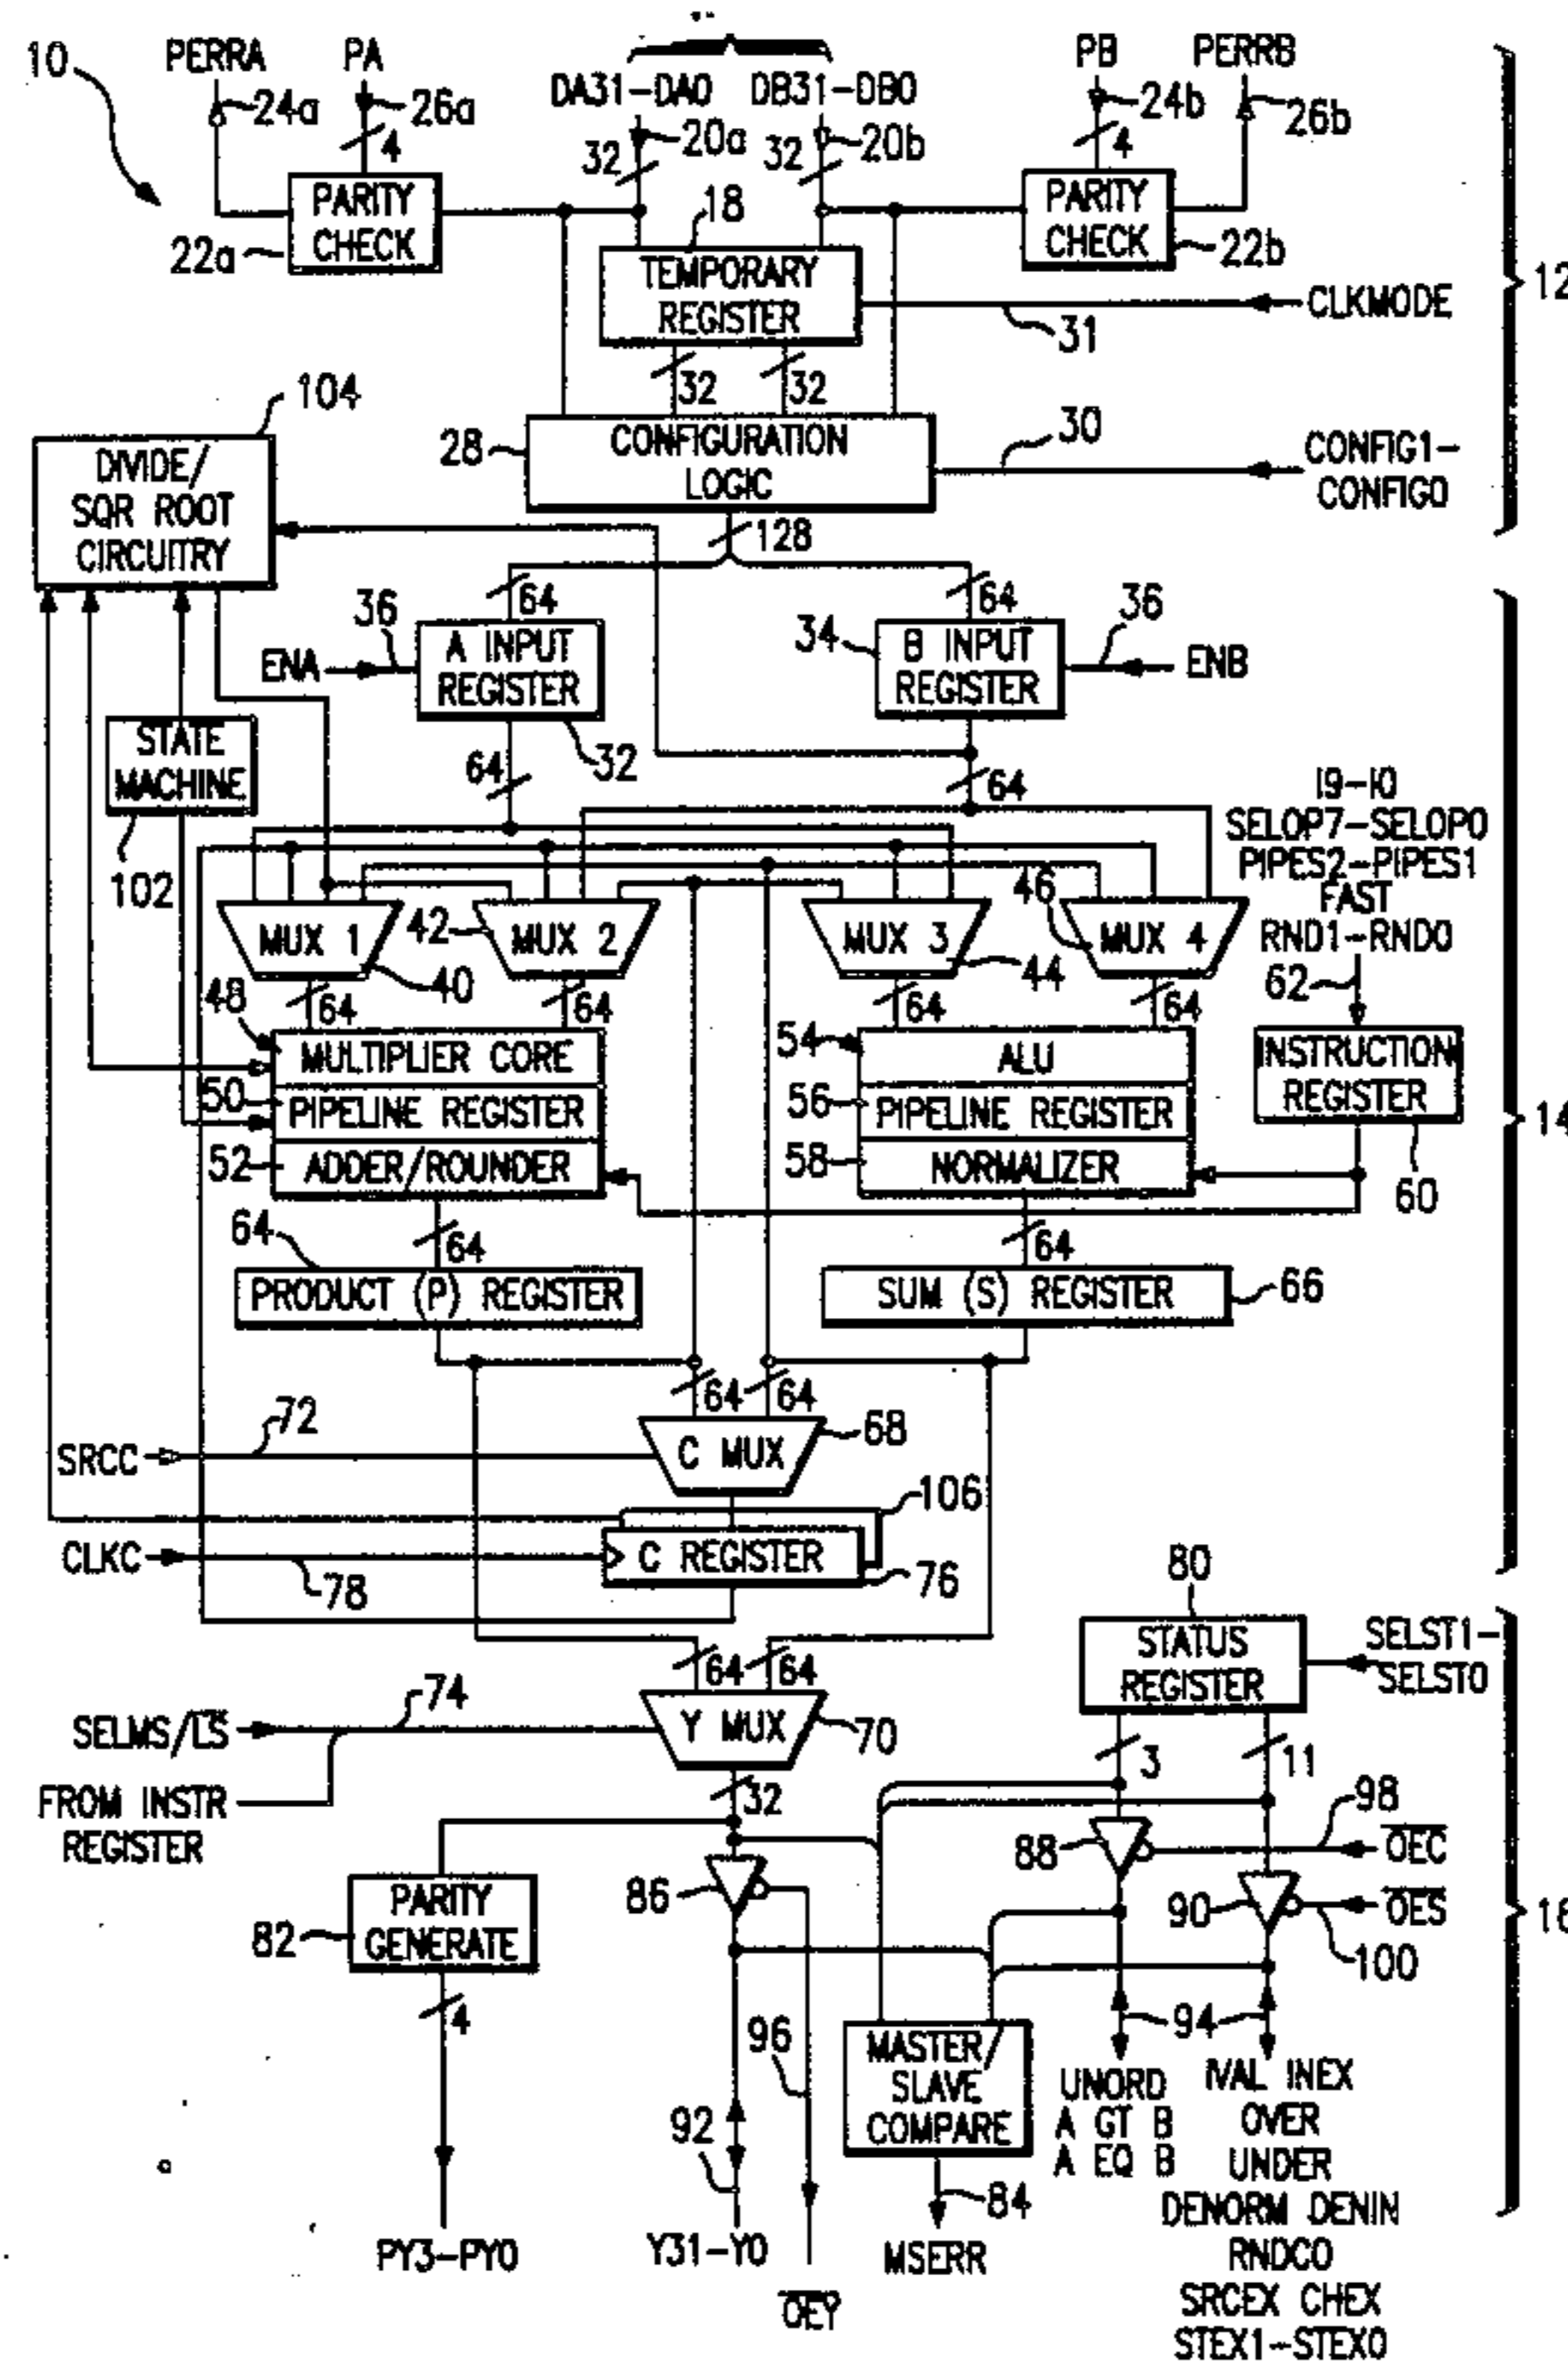 10
PERRA
PA
DA31-DA0
DB31-DB0
PB
PERRB
24a
26a
20a
20b
24b
26b
4
32
32
4
PARITY
CHECK
22a
18
TEMPORARY
REGISTER
PARITY
CHECK
22b
12
CLKMODE
31
32
32
104
DIVIDE/
SQR ROOT
CIRCUITRY
28
CONFIGURATION
LOGIC
30
CONFIG1-
CONFIG0
128
64
64
36
ENA
A INPUT
REGISTER
32
34
B INPUT
REGISTER
36
ENB
STATE
MACHINE
102
64
64
I9-I0
SELOP7-SELOP0
PIPES2-PIPES1
FAST
RND1-RND0
62
MUX 1
40
42
MUX 2
MUX 3
44
46
MUX 4
64
64
64
64
48
MULTIPLIER CORE
50
PIPELINE REGISTER
52
ADDER/ROUNDER
54
ALU
56
PIPELINE REGISTER
58
NORMALIZER
INSTRUCTION
REGISTER
60
14
64
64
64
PRODUCT (P) REGISTER
SUM (S) REGISTER
66
64
64
SRCC
72
C MUX
68
106
CLKC
78
C REGISTER
76
64
64
80
STATUS
REGISTER
SELST1-
SELST0
SELMS/L̅S̅
74
Y MUX
70
FROM INSTR
REGISTER
32
3
11
98
88
O̅E̅C̅
86
90
O̅E̅S̅
100
PARITY
GENERATE
82
4
96
92
MASTER/
SLAVE
COMPARE
94
84
UNORD
A GT B
A EQ B
IVAL INEX
OVER
UNDER
DENORM DENIN
RNDCO
SRCEX CHEX
STEX1-STEX0
PY3-PY0
Y31-Y0
O̅E̅Y̅
MSERR